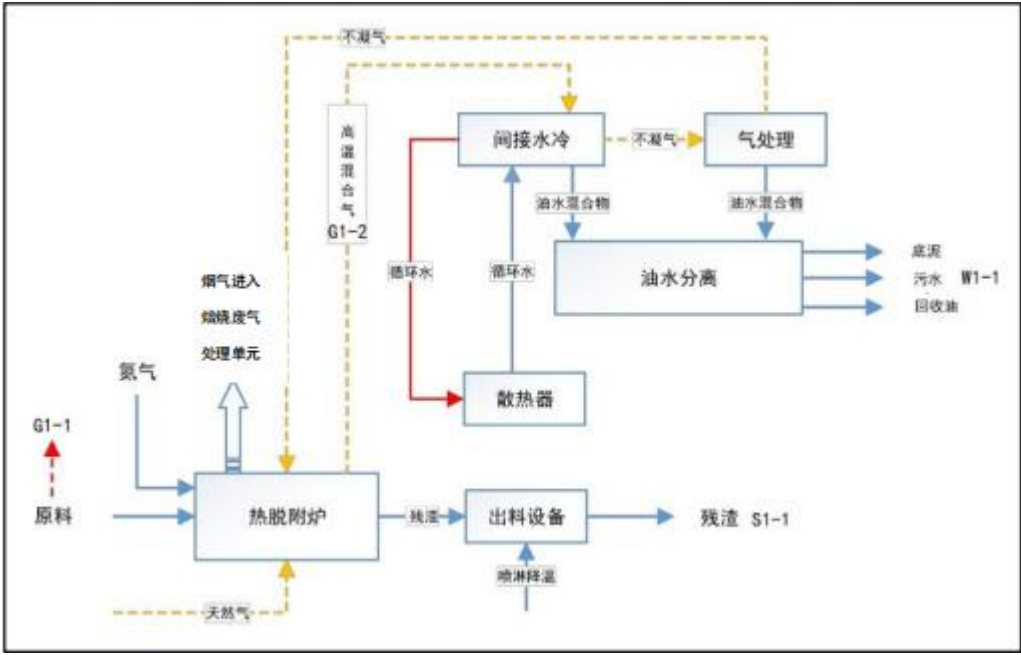 不凝气
高温混合气
G1-2
间接水冷
不凝气
气处理
油水混合物
油水混合物
循环水
循环水
油水分离
底泥
污水 W1-1
回收油
烟气进入
焙烧废气
处理单元
氮气
散热器
G1-1
原料
热脱附炉
残渣
出料设备
残渣 S1-1
喷淋降温
天然气